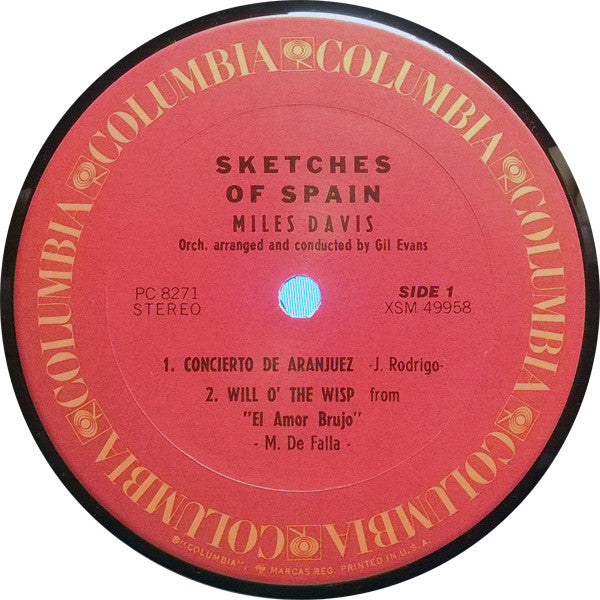 COLUMBIA COLUMBIA COLUMBIA COLUMBIA COLUMBIA COLUMBIA
SKETCHES
OF SPAIN
MILES DAVIS
Orch. arranged and conducted by Gil Evans
PC 8271 SIDE 1
STEREO XSM 49958
1. CONCIERTO DE ARANJUEZ -J. Rodrigo-
2. WILL O' THE WISP from
"El Amor Brujo"
- M. De Falla -
®"COLUMBIA", MARCAS REG. PRINTED IN U.S.A.